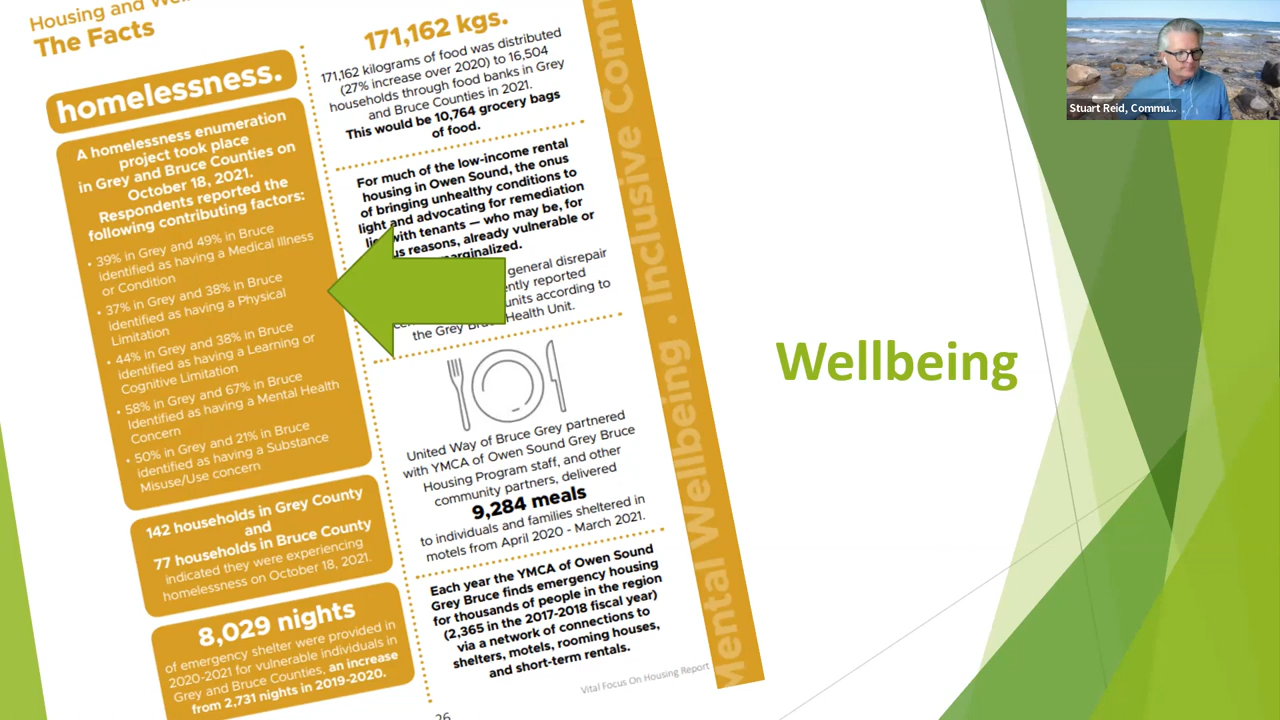 Housing and
The Facts
homelessness.
A homelessness enumeration
project took place
in Grey and Bruce Counties on
October 18, 2021.
Respondents reported the
following contributing factors:
• 39% in Grey and 49% in Bruce
identified as having a Medical Illness
or Condition
• 37% in Grey and 38% in Bruce
identified as having a Physical
Limitation
• 44% in Grey and 38% in Bruce
identified as having a Learning or
Cognitive Limitation
• 58% in Grey and 67% in Bruce
Identified as having a Mental Health
Concern
• 50% in Grey and 21% in Bruce
identified as having a Substance
Misuse/Use concern
142 households in Grey County
and
77 households in Bruce County
indicated they were experiencing
homelessness on October 18, 2021.
8,029 nights
of emergency shelter were provided in
2020-2021 for vulnerable individuals in
Grey and Bruce Counties, an increase
from 2,731 nights in 2019-2020.
171,162 kgs.
171,162 kilograms of food was distributed
(27% increase over 2020) to 16,504
households through food banks in Grey
and Bruce Counties in 2021.
This would be 10,764 grocery bags
of food.
For much of the low-income rental
housing in Owen Sound, the onus
of bringing unhealthy conditions to
light and advocating for remediation
with tenants — who may be, for
reasons, already vulnerable or
marginalized.
general disrepair
reported
units according to
the Grey Health Unit.
United Way of Bruce Grey partnered
with YMCA of Owen Sound Grey Bruce
Housing Program staff, and other
community partners, delivered
9,284 meals
to individuals and families sheltered in
motels from April 2020 - March 2021.
Each year the YMCA of Owen Sound
Grey Bruce finds emergency housing
for thousands of people in the region
(2,365 in the 2017-2018 fiscal year)
via a network of connections to
shelters, motels, rooming houses,
and short-term rentals.
Vital Focus On Housing Report
26
Mental Wellbeing . Inclusive
Wellbeing
Stuart Reid, Commu...